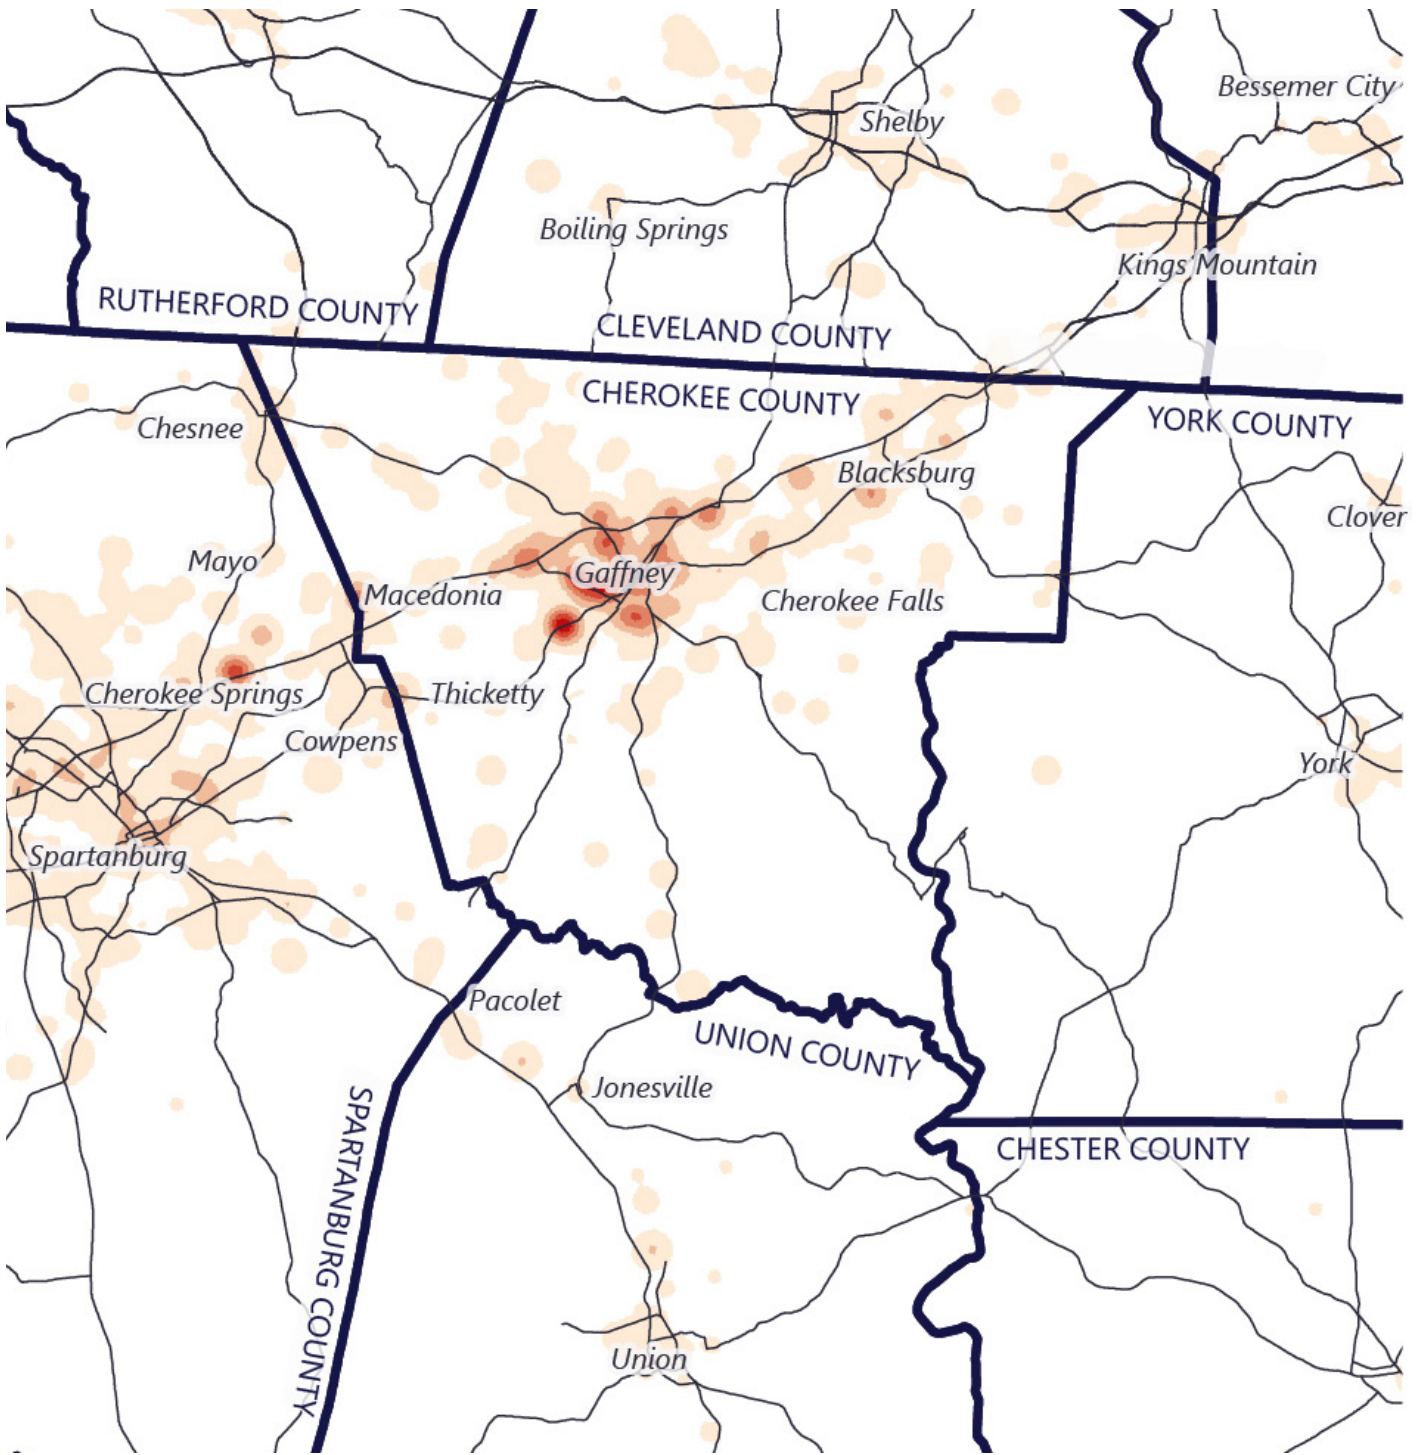 Bessemer City
Shelby
Boiling Springs
Kings Mountain
RUTHERFORD COUNTY
CLEVELAND COUNTY
CHEROKEE COUNTY
YORK COUNTY
Chesnee
Blacksburg
Clover
Mayo
Gaffney
Macedonia
Cherokee Falls
Cherokee Springs
Thicketty
Cowpens
York
Spartanburg
Pacolet
UNION COUNTY
Jonesville
SPARTANBURG COUNTY
CHESTER COUNTY
Union